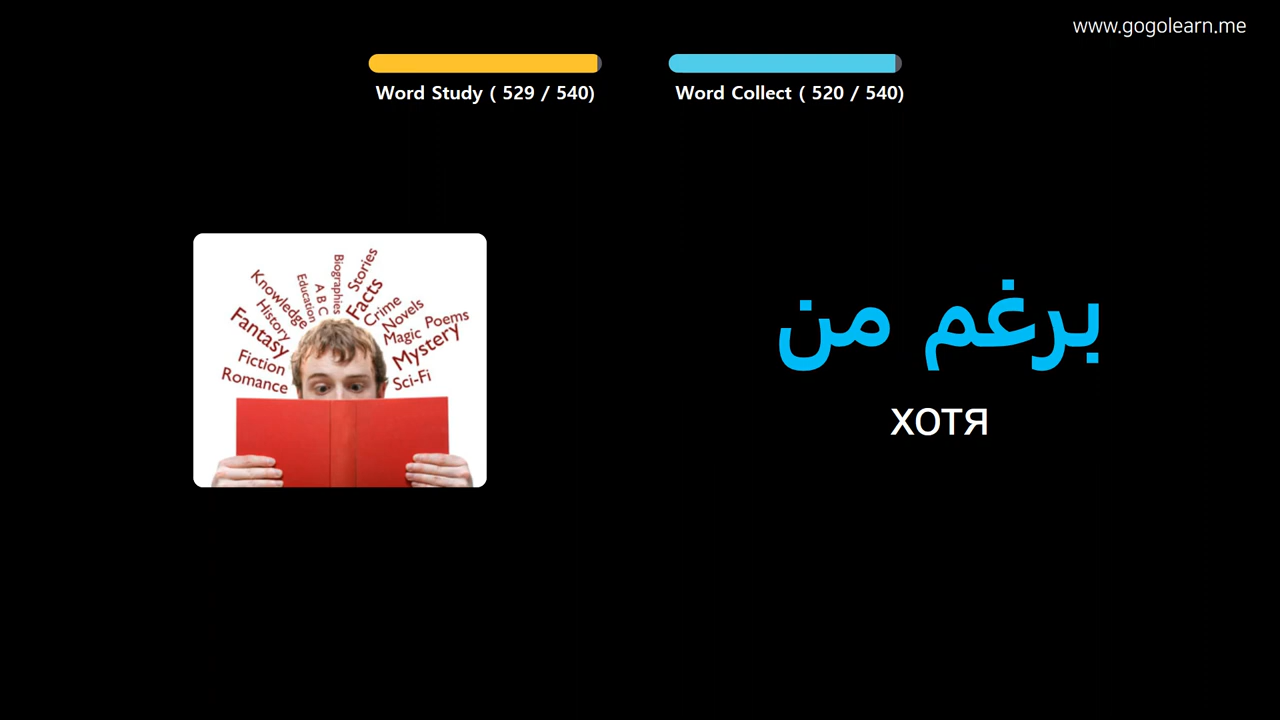 www.gogolearn.me
Word Study ( 529 / 540)
Word Collect ( 520 / 540)
Knowledge
History
Fantasy
Fiction
Romance
Education
A B C
Biographies
Stories
Facts
Crime
Novels
Magic
Poems
Mystery
Sci-Fi
برغم من
хотя